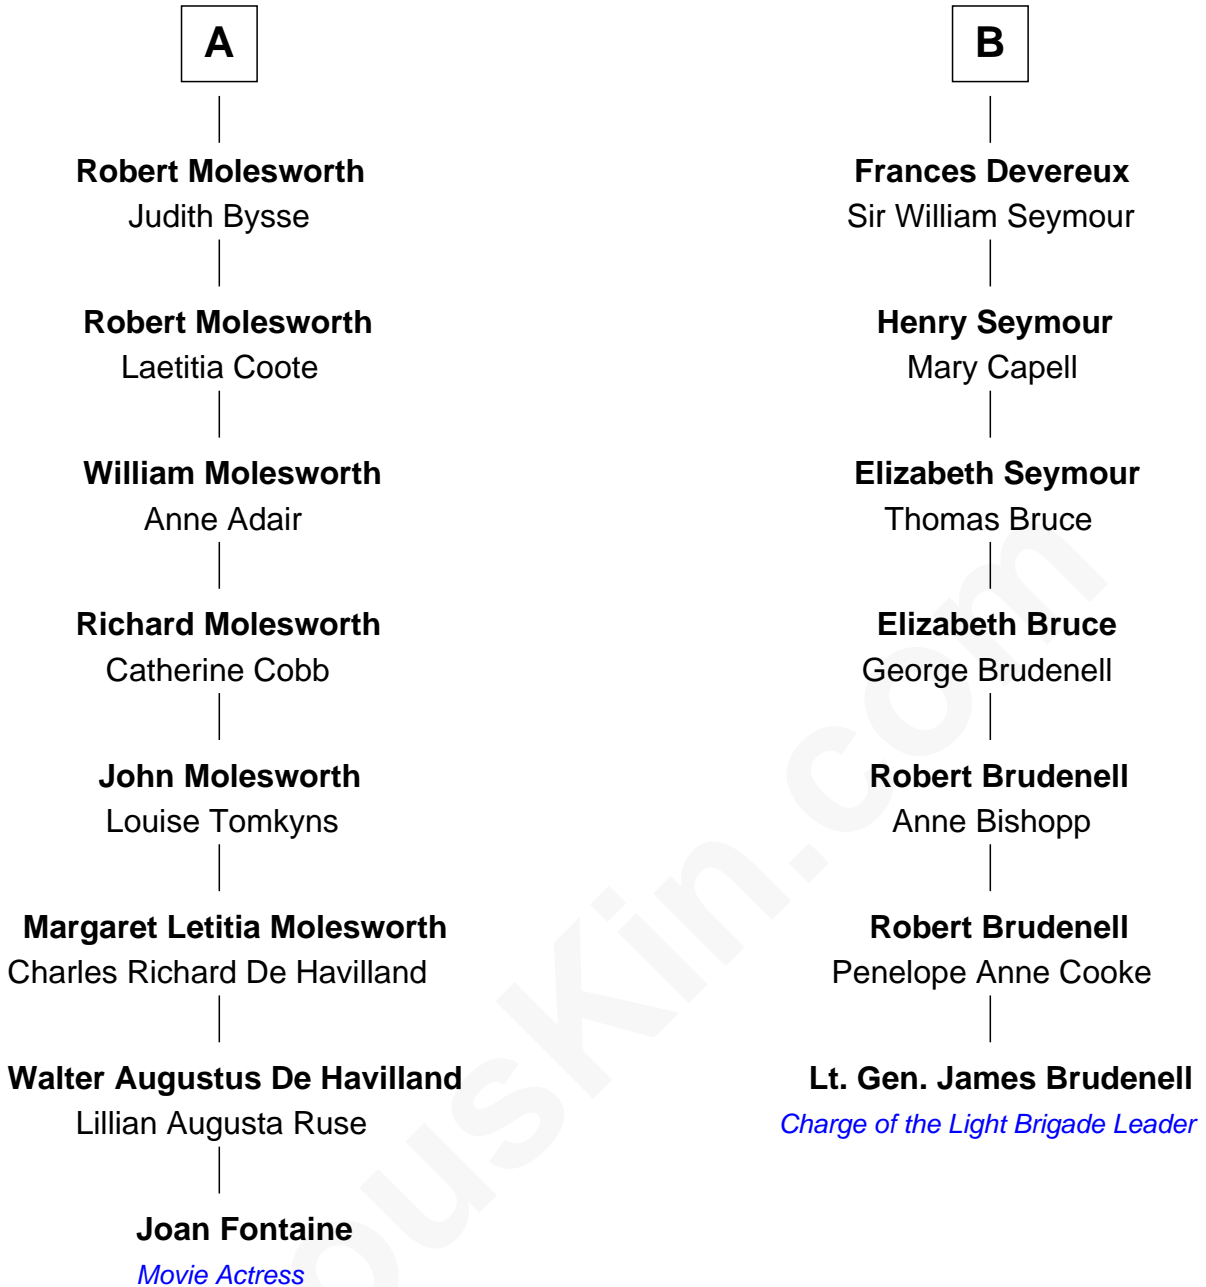 A
Robert Molesworth
Judith Bysse
Robert Molesworth
Laetitia Coote
William Molesworth
Anne Adair
Richard Molesworth
Catherine Cobb
John Molesworth
Louise Tomkyns
Margaret Letitia Molesworth
Charles Richard De Havilland
Walter Augustus De Havilland
Lillian Augusta Ruse
Joan Fontaine
Movie Actress
B
Frances Devereux
Sir William Seymour
Henry Seymour
Mary Capell
Elizabeth Seymour
Thomas Bruce
Elizabeth Bruce
George Brudenell
Robert Brudenell
Anne Bishopp
Robert Brudenell
Penelope Anne Cooke
Lt. Gen. James Brudenell
Charge of the Light Brigade Leader
ousKin.com